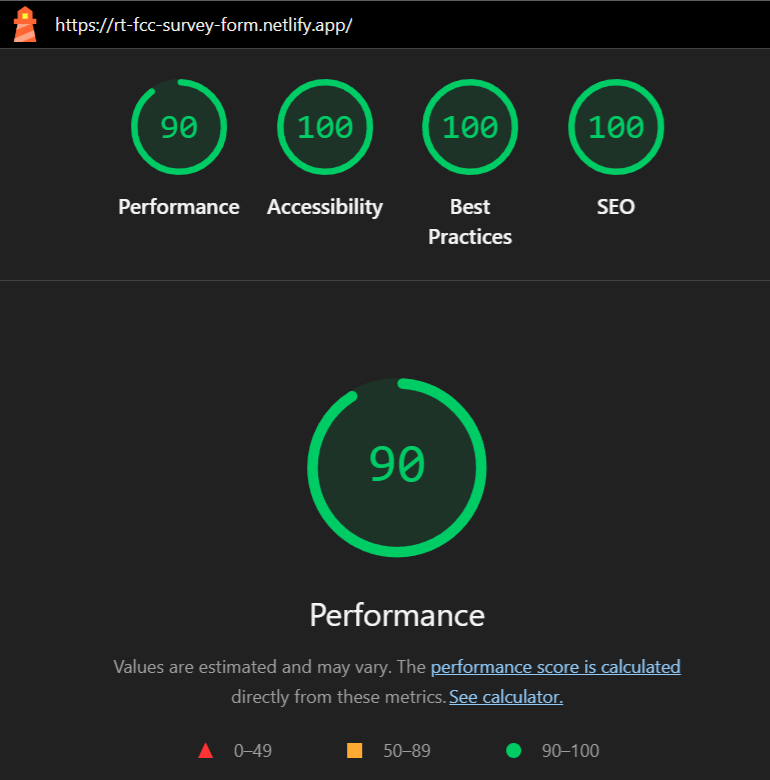 https://rt-fcc-survey-form.netlify.app/
90 100 100 100
Performance Accessibility Best Practices SEO
90
Performance
Values are estimated and may vary. The performance score is calculated
directly from these metrics. See calculator.
0–49 50–89 90–100